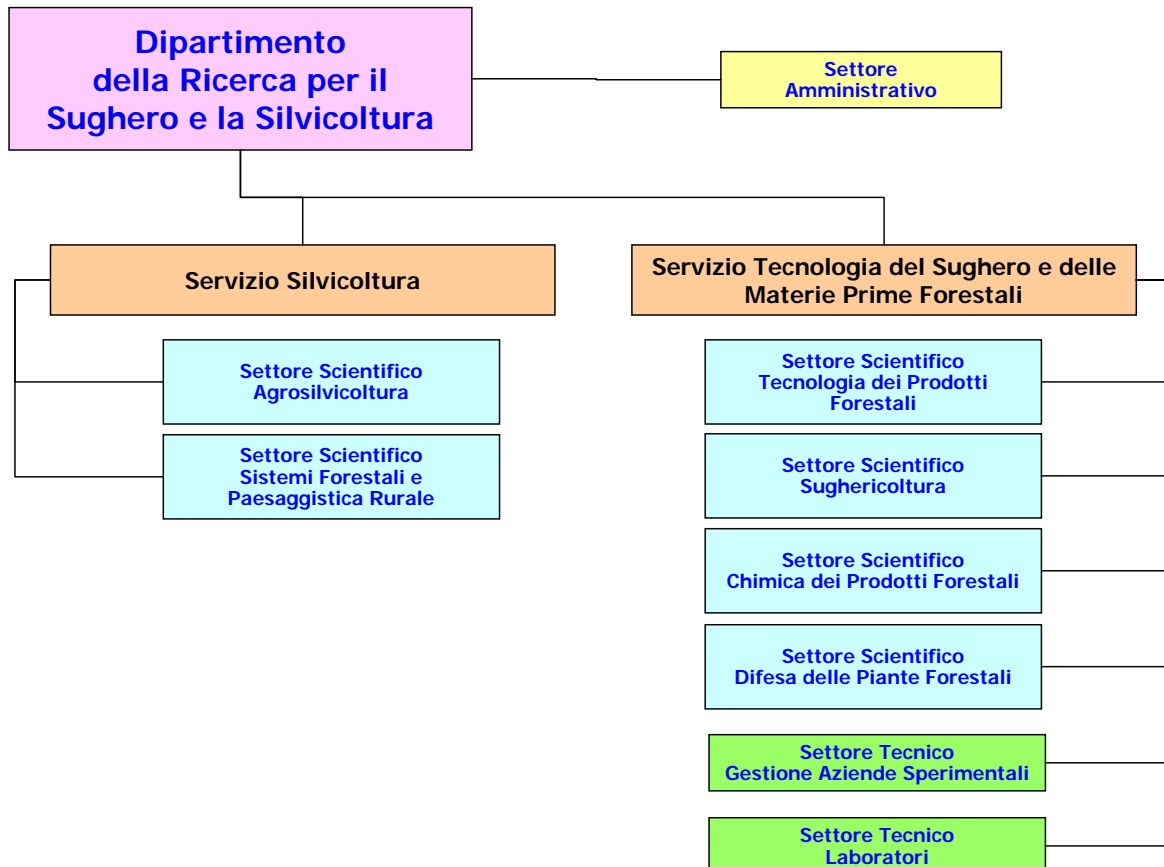 Dipartimento
della Ricerca per il
Sughero e la Silvicoltura
Settore
Amministrativo
Servizio Silvicoltura
Servizio Tecnologia del Sughero e delle
Materie Prime Forestali
Settore Scientifico
Agrosilvicoltura
Settore Scientifico
Sistemi Forestali e
Paesaggistica Rurale
Settore Scientifico
Tecnologia dei Prodotti
Forestali
Settore Scientifico
Sughericoltura
Settore Scientifico
Chimica dei Prodotti Forestali
Settore Scientifico
Difesa delle Piante Forestali
Settore Tecnico
Gestione Aziende Sperimentali
Settore Tecnico
Laboratori